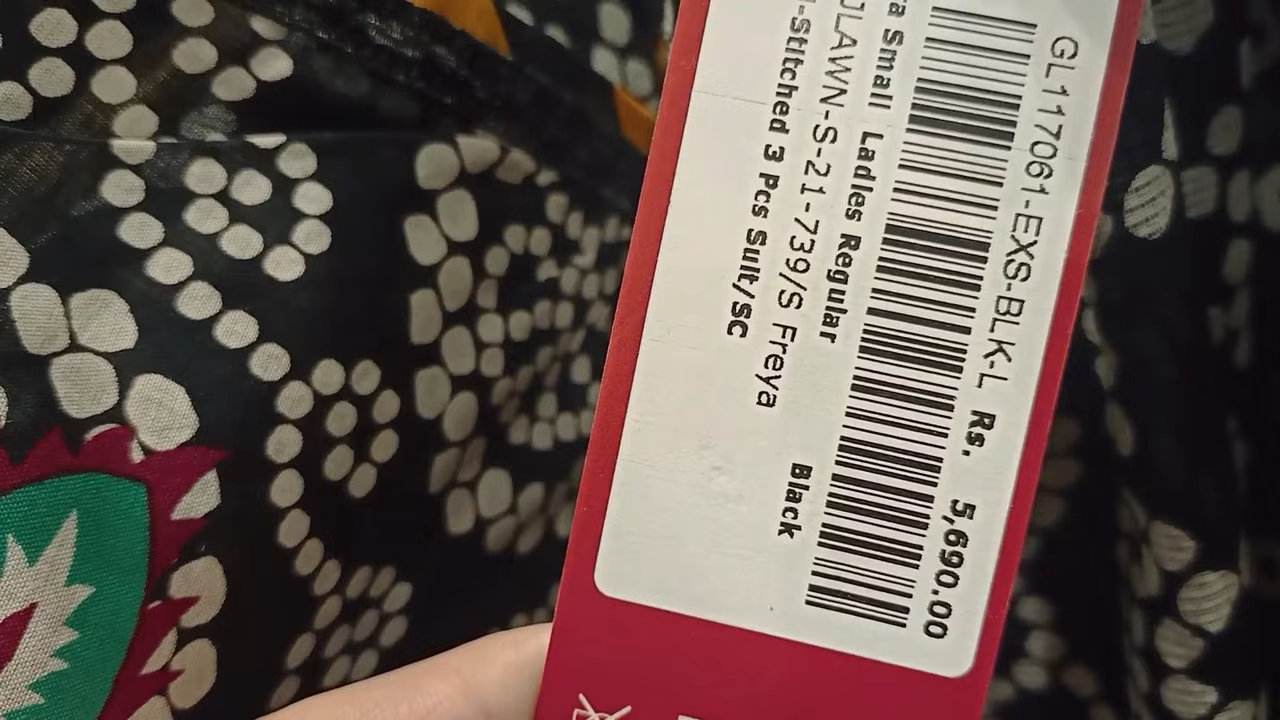 GL117061-EXS-BLK-L Rs. 5,690.00
Small Ladies Regular
Black
-S-21-739/S Freya
-Stitched 3 Pcs Suit/SC